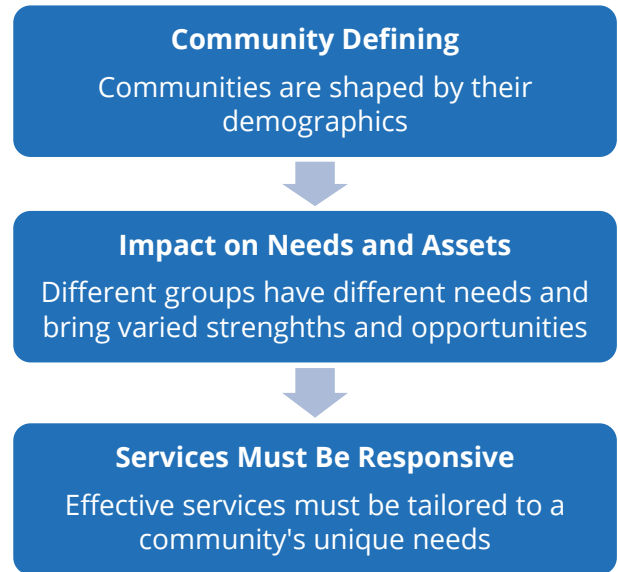 Community Defining
Communities are shaped by their
demographics
Impact on Needs and Assets
Different groups have different needs and
bring varied strenghths and opportunities
Services Must Be Responsive
Effective services must be tailored to a
community's unique needs